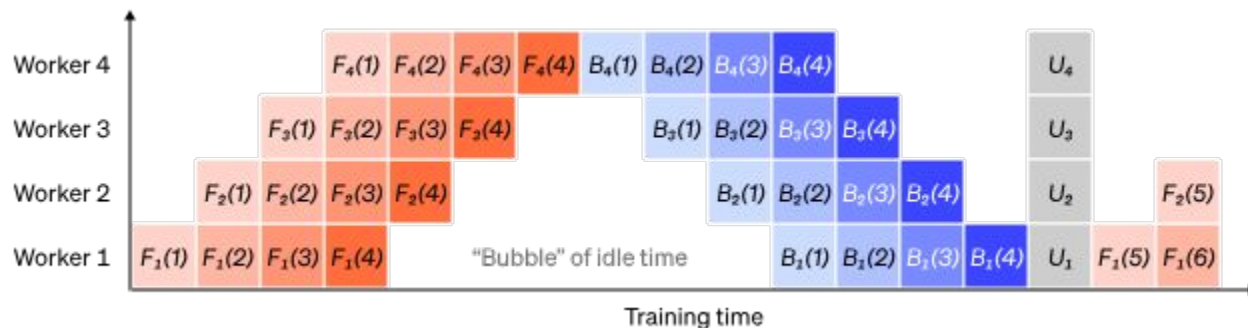 Worker 4 F₄(1) F₄(2) F₄(3) F₄(4) B₄(1) B₄(2) B₄(3) B₄(4) U₄
Worker 3 F₃(1) F₃(2) F₃(3) F₃(4) B₃(1) B₃(2) B₃(3) B₃(4) U₃
Worker 2 F₂(1) F₂(2) F₂(3) F₂(4) B₂(1) B₂(2) B₂(3) B₂(4) U₂ F₂(5)
Worker 1 F₁(1) F₁(2) F₁(3) F₁(4) “Bubble” of idle time B₁(1) B₁(2) B₁(3) B₁(4) U₁ F₁(5) F₁(6)
Training time